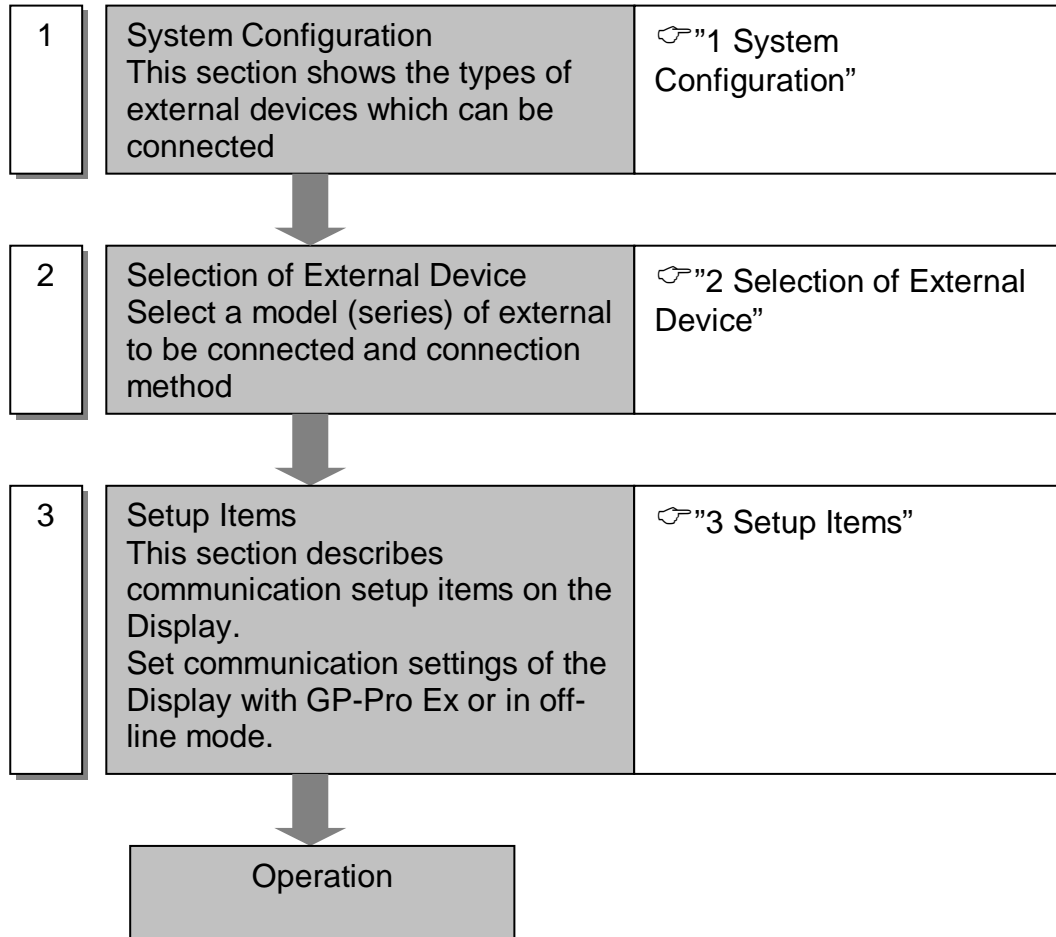 1
System Configuration
This section shows the types of
external devices which can be
connected
☞”1 System
Configuration”
2
Selection of External Device
Select a model (series) of external
to be connected and connection
method
☞”2 Selection of External
Device”
3
Setup Items
This section describes
communication setup items on the
Display.
Set communication settings of the
Display with GP-Pro Ex or in off-
line mode.
☞”3 Setup Items”
Operation